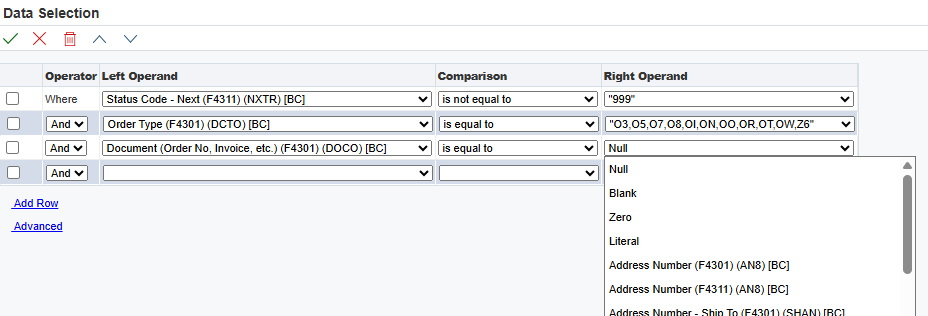 Data Selection
Operator Left Operand Comparison Right Operand
Where Status Code - Next (F4311) (NXTR) [BC] is not equal to "999"
And Order Type (F4301) (DCTO) [BC] is equal to "O3,O5,O7,O8,OI,ON,OO,OR,OT,OW,Z6"
And Document (Order No, Invoice, etc.) (F4301) (DOCO) [BC] is equal to Null
And
Null
Blank
Zero
Literal
Address Number (F4301) (AN8) [BC]
Address Number (F4311) (AN8) [BC]
Address Number - Ship To (F4301) (SHAN) [BC]
Add Row
Advanced